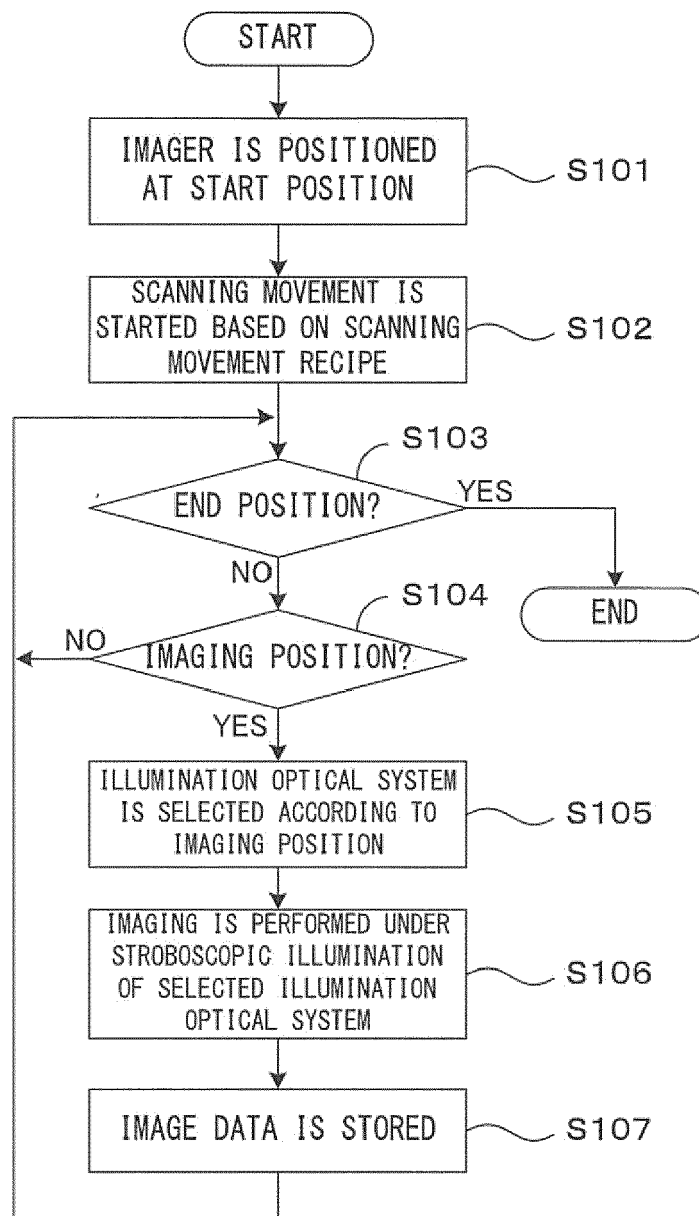 START
IMAGER IS POSITIONED
AT START POSITION
S101
SCANNING MOVEMENT IS
STARTED BASED ON SCANNING
MOVEMENT RECIPE
S102
S103
END POSITION?
YES
NO
END
S104
NO
IMAGING POSITION?
YES
ILLUMINATION OPTICAL SYSTEM
IS SELECTED ACCORDING TO
IMAGING POSITION
S105
IMAGING IS PERFORMED UNDER
STROBOSCOPIC ILLUMINATION
OF SELECTED ILLUMINATION
OPTICAL SYSTEM
S106
IMAGE DATA IS STORED
S107